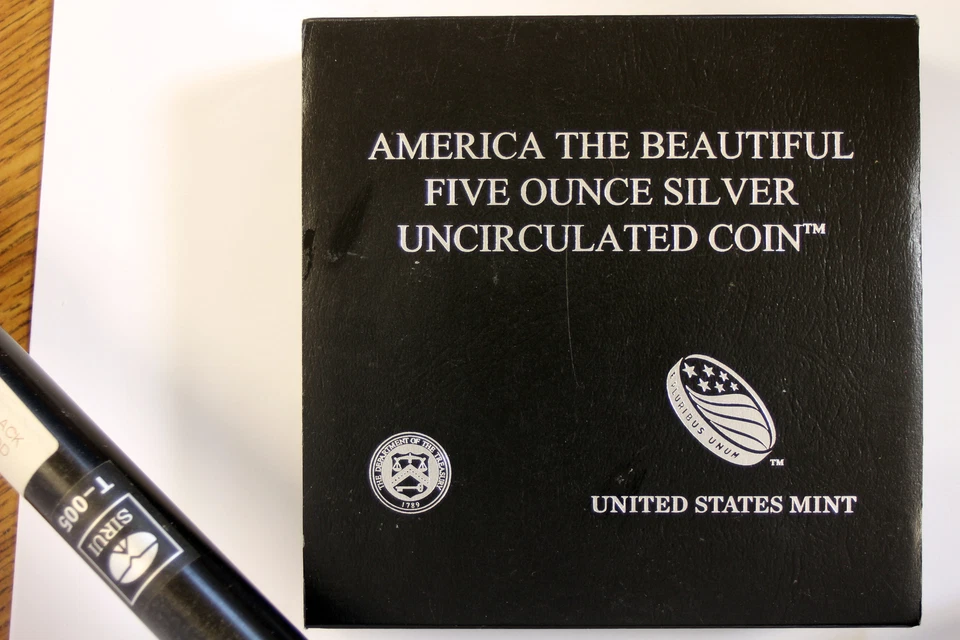 AMERICA THE BEAUTIFUL
FIVE OUNCE SILVER
UNCIRCULATED COIN™
E PLURIBUS UNUM
TM
THE DEPARTMENT OF THE TREASURY
1789
UNITED STATES MINT
T-005
SIRUI